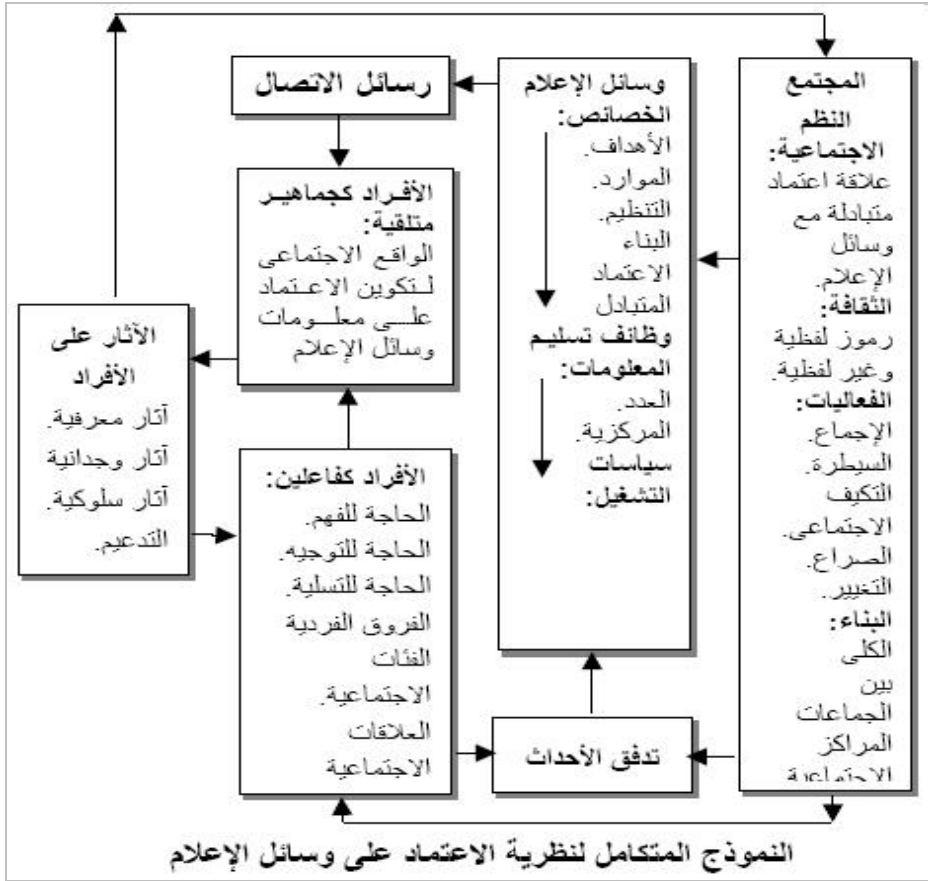 المجتمع
النظم
الاجتماعية:
علاقة اعتماد
متبادلة مع
وسائل
الإعلام.
الثقافة:
رموز لفظية
وغير لفظية.
الفعاليات:
الإجماع.
السيطرة.
التكيف
الاجتماعى.
الصراع.
التغيير.
البناء:
الكلى
بين
الجماعات
المراكز
الاجتماعية
وسائل الإعلام
الخصائص:
الأهداف.
الموارد.
التنظيم.
البناء
الاعتماد
المتبادل
وظائف تسليم
المعلومات:
العدد.
المركزية.
سياسات
التشغيل:
رسائل الاتصال
الأفراد كجماهير
متلقية:
الواقع الاجتماعى
لتكوين الاعتماد
على معلومات
وسائل الإعلام
الآثار على
الأفراد
آثار معرفية.
آثار وجدانية
آثار سلوكية.
التدعيم.
الأفراد كفاعلين:
الحاجة للفهم.
الحاجة للتوجيه.
الحاجة للتسلية.
الفروق الفردية
الفئات
الاجتماعية.
العلاقات
الاجتماعية
تدفق الأحداث
النموذج المتكامل لنظرية الاعتماد على وسائل الإعلام